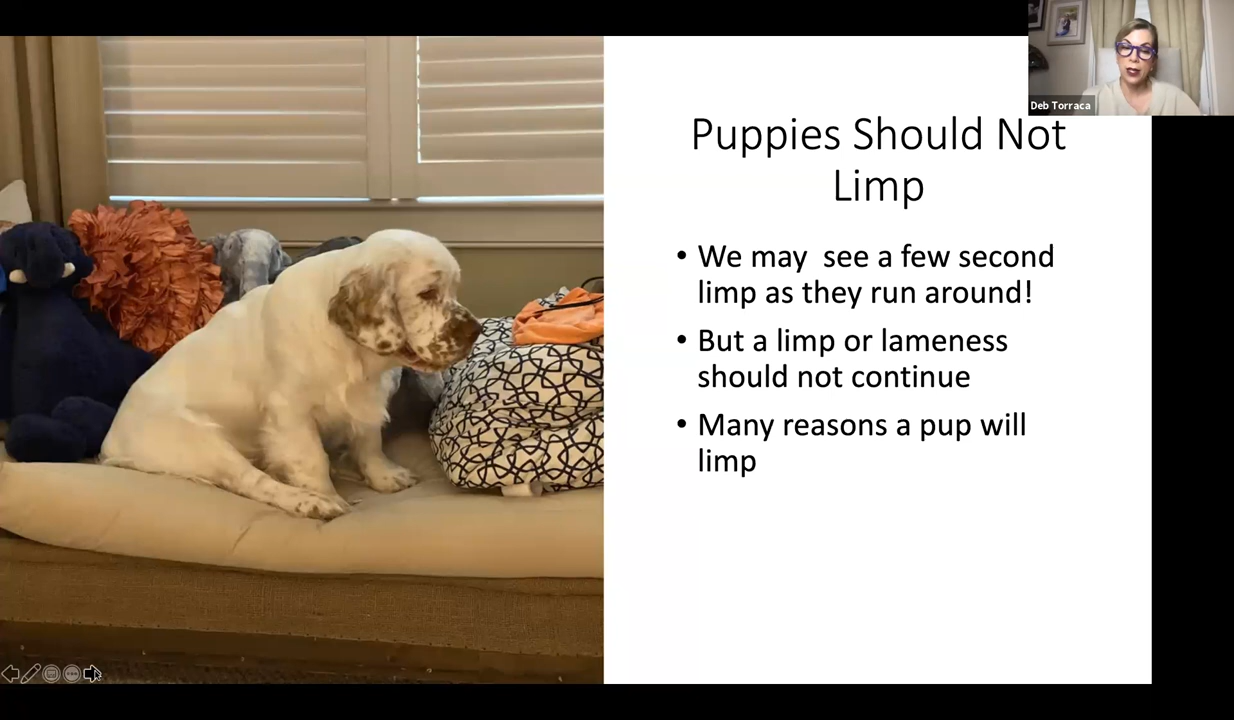 Deb Torraca
Puppies Should Not
Limp
• We may  see a few second
limp as they run around!
• But a limp or lameness
should not continue
• Many reasons a pup will
limp